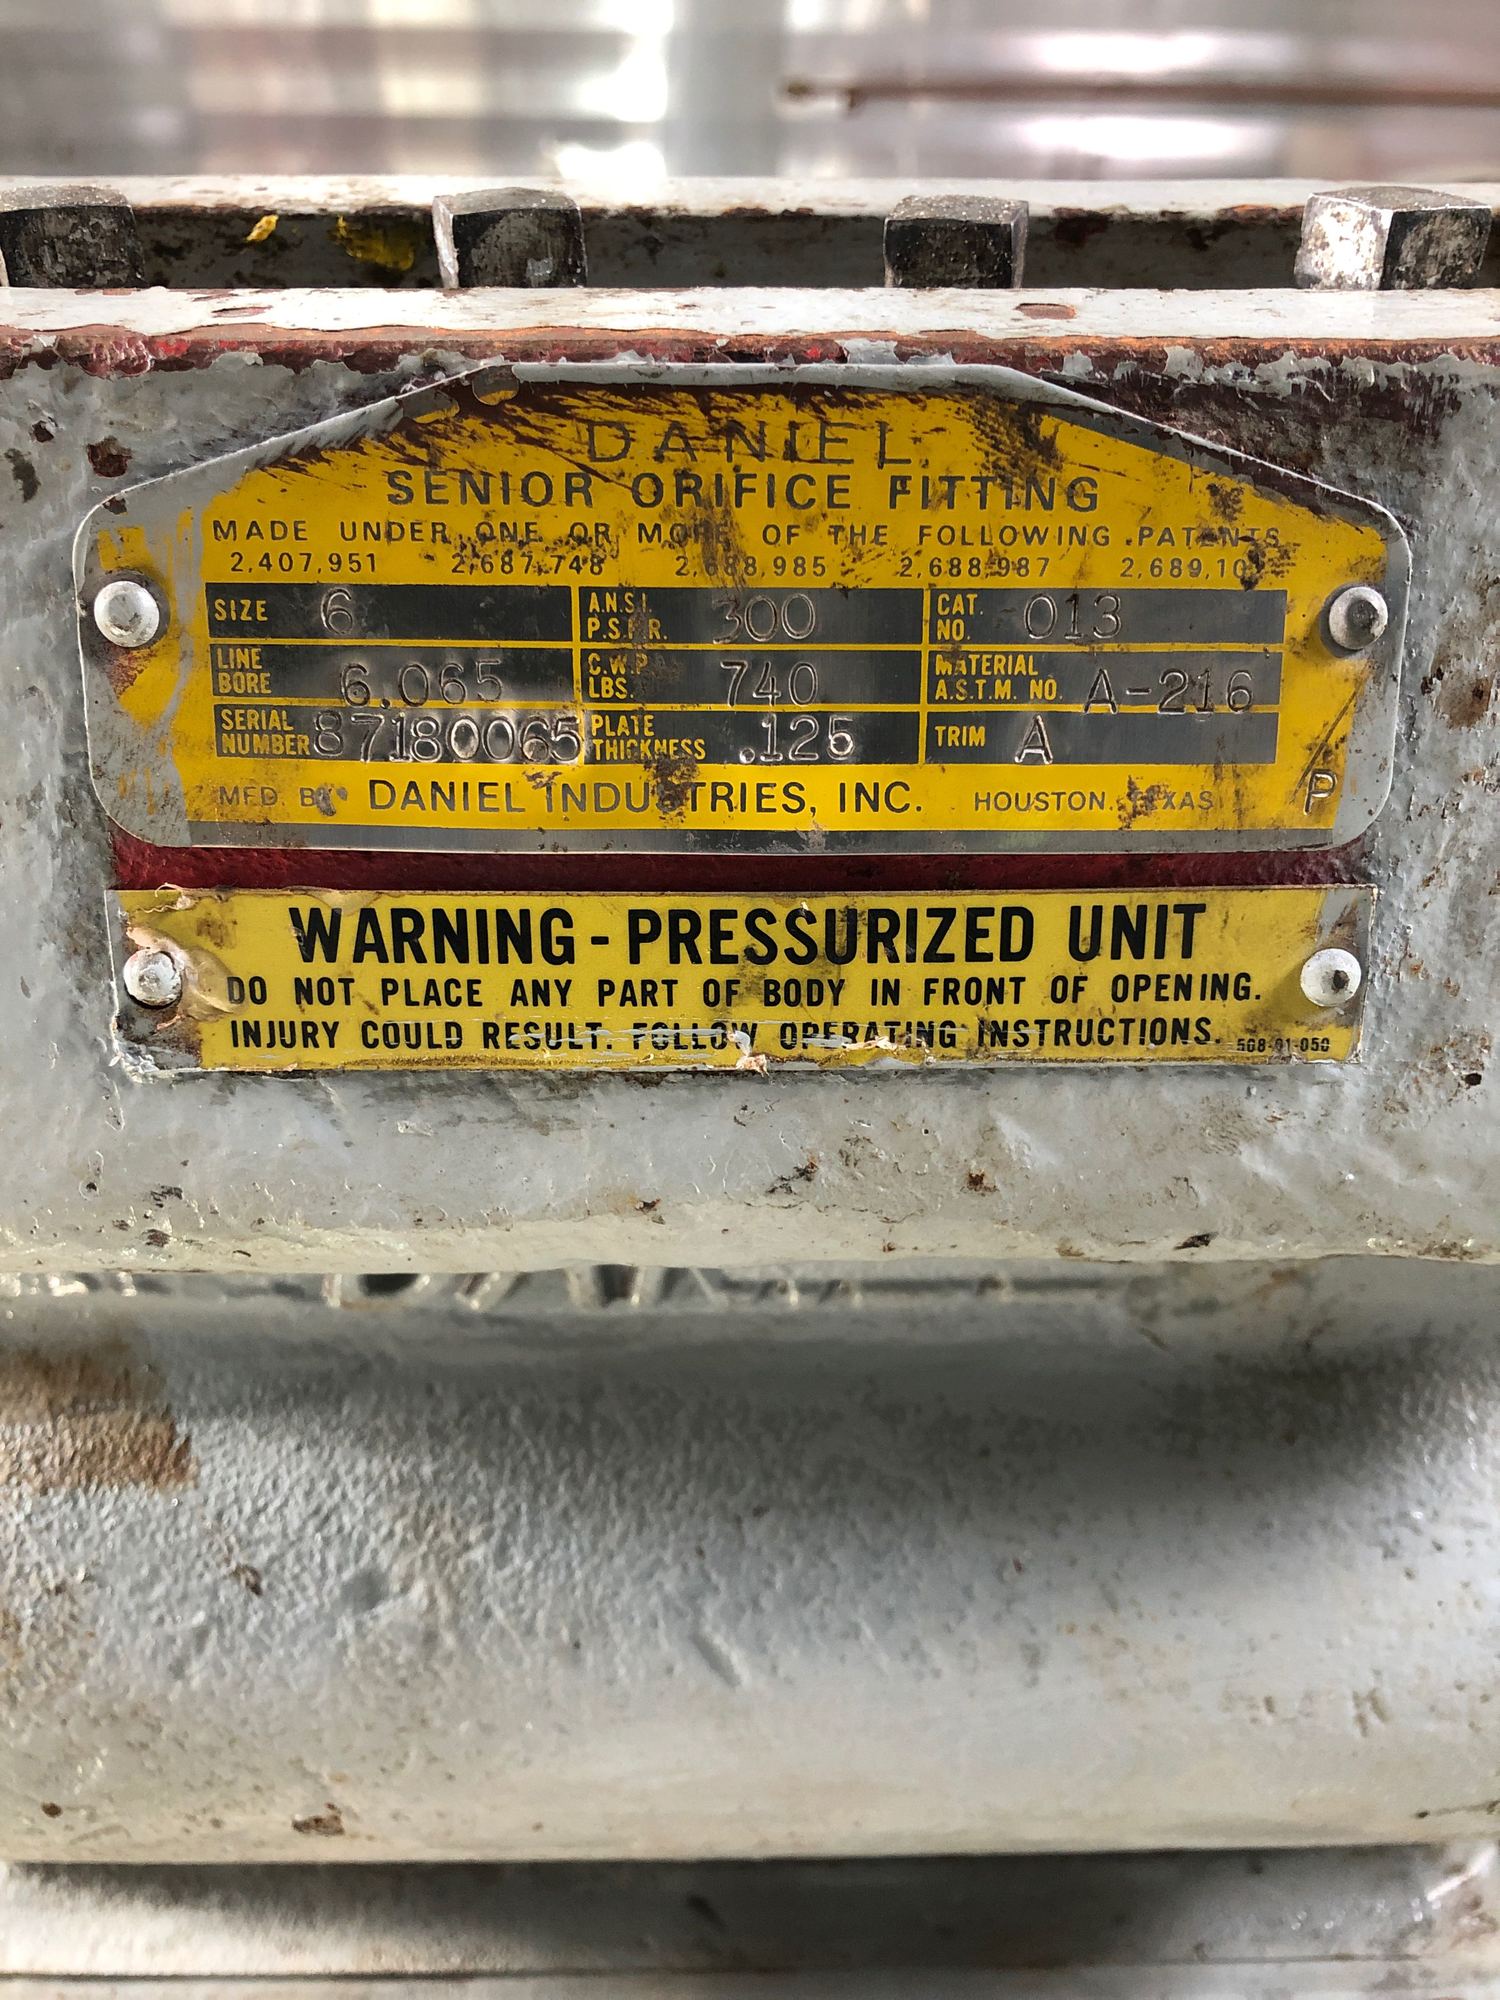 DANIEL
SENIOR ORIFICE FITTING
MADE UNDER ONE OR MORE OF THE FOLLOWING PATENTS
2,407,951 2,687,748 2,688,985 2,688,987
SIZE 6 A.N.S.I. P.S.I.R. 300 CAT. NO. 013
LINE BORE 6.065 C.W.P. LBS. 740 MATERIAL A.S.T.M. NO. A-216
SERIAL NUMBER 87180065 PLATE THICKNESS .125 TRIM A
MFD. BY DANIEL INDUSTRIES, INC. HOUSTON, TEXAS P
WARNING - PRESSURIZED UNIT
DO NOT PLACE ANY PART OF BODY IN FRONT OF OPENING.
INJURY COULD RESULT. FOLLOW OPERATING INSTRUCTIONS.